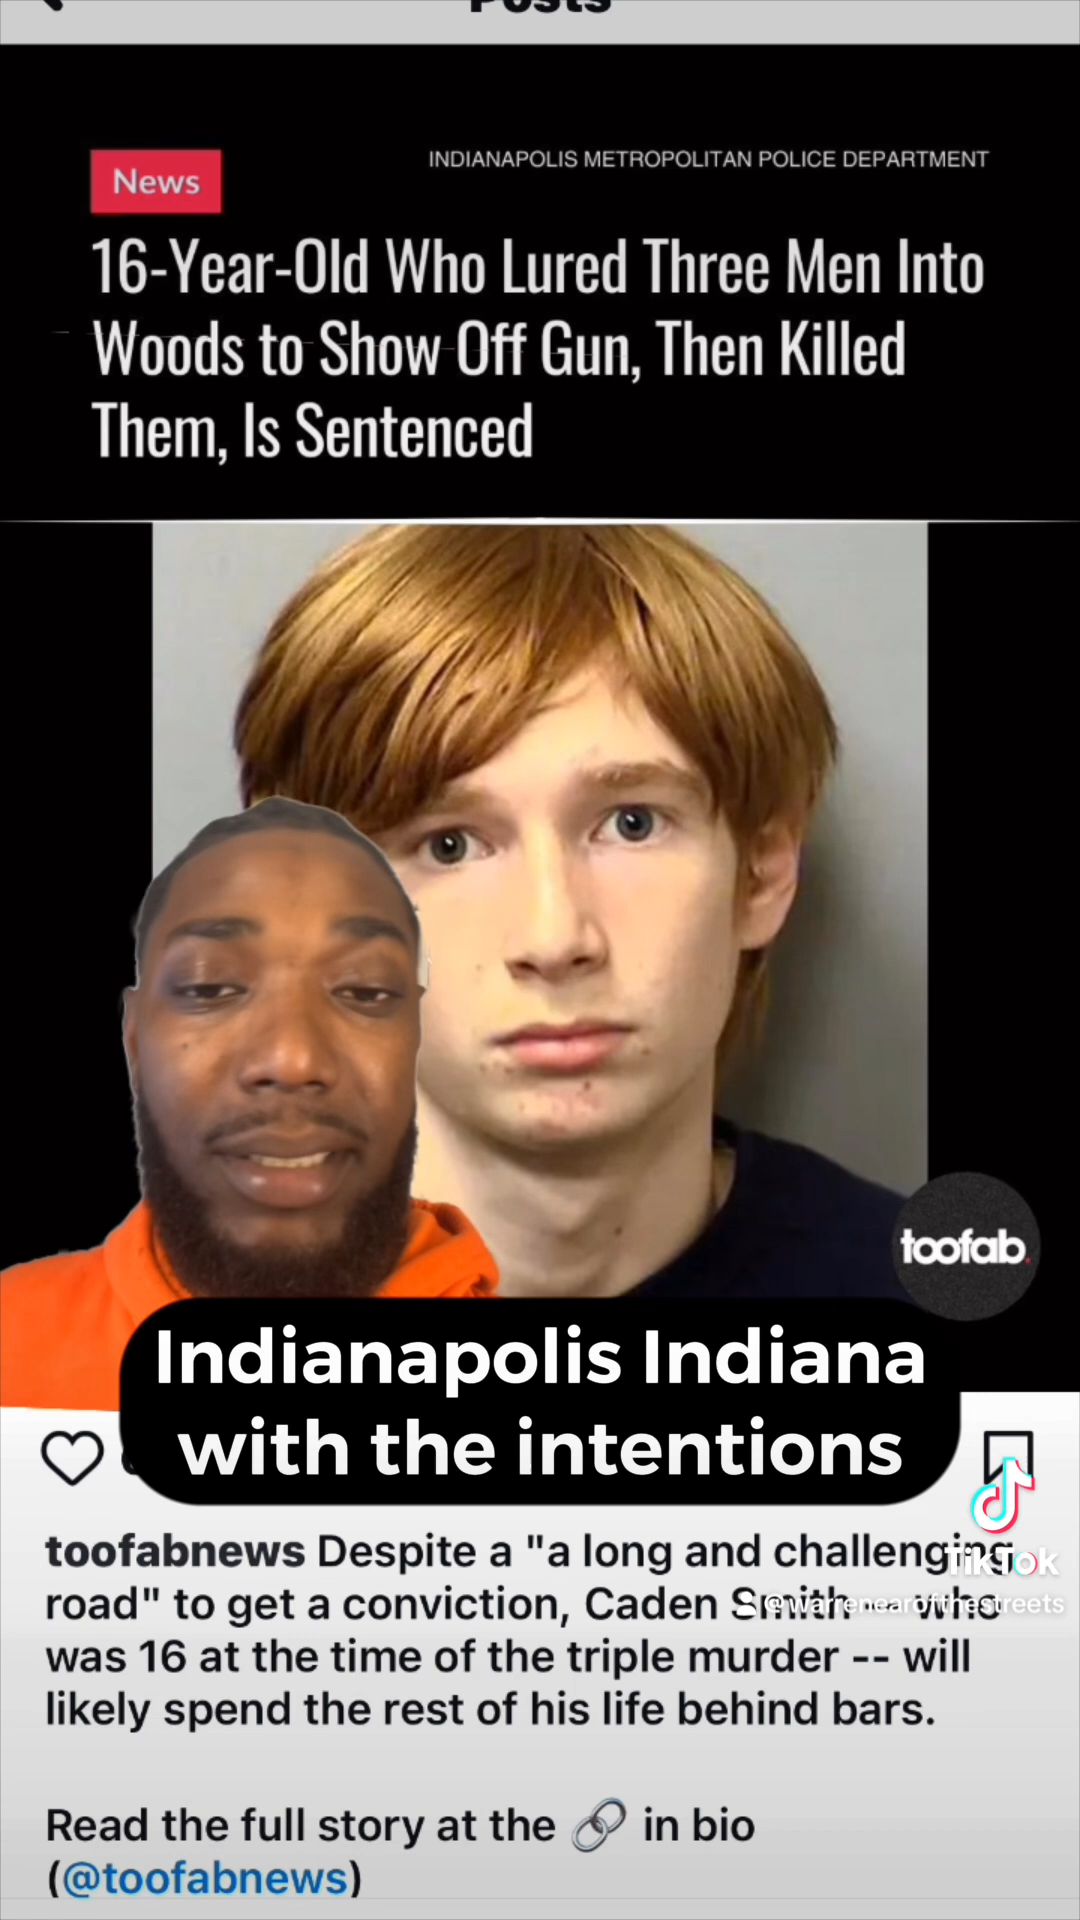 Posts
News
INDIANAPOLIS METROPOLITAN POLICE DEPARTMENT
16-Year-Old Who Lured Three Men Into
Woods to Show Off Gun, Then Killed
Them, Is Sentenced
toofab.
Indianapolis Indiana
with the intentions
toofabnews Despite a "a long and challenging
road" to get a conviction, Caden Smith -- who
was 16 at the time of the triple murder -- will
likely spend the rest of his life behind bars.
TikTok
@warrenearofthestreets
Read the full story at the 🔗 in bio
(@toofabnews)